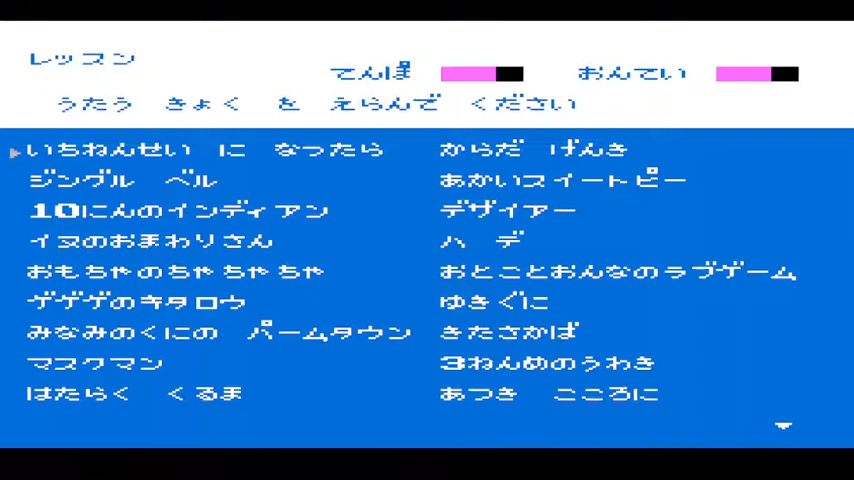 レッスン
てんぽ　おんてい
うたう　きょく　を　えらんで　ください
いちねんせい　に　なったら　からだ　げんき
ジングル　ベル　あかいスイートピー
10にんのインディアン　デザイアー
イヌのおまわりさん　ハ　デ
おもちゃのちゃちゃちゃ　おとことおんなのラブゲーム
ゲゲゲのキタロウ　ゆきぐに
みなみのくにの　パームタウン　きたさかば
マスクマン　3ねんめのうわき
はたらく　くるま　あつき　こころに